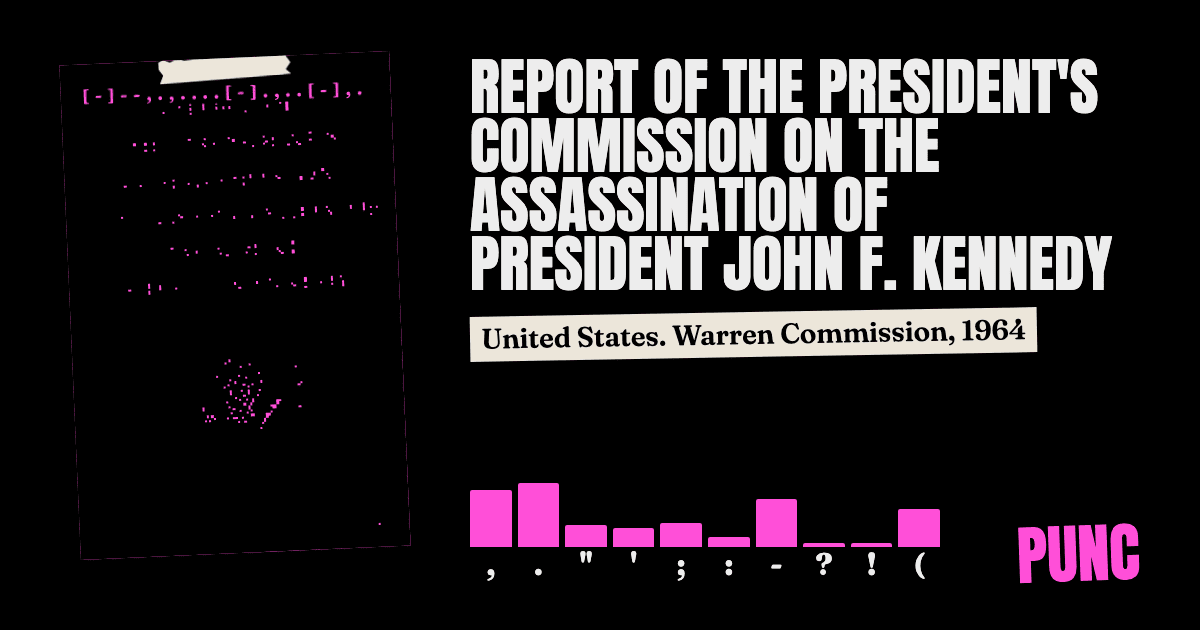 [-]--,.,....[-].,..[-],.
REPORT OF THE PRESIDENT'S
COMMISSION ON THE
ASSASSINATION OF
PRESIDENT JOHN F. KENNEDY
United States. Warren Commission, 1964
, . " ' ; : - ? ! (
PUNC